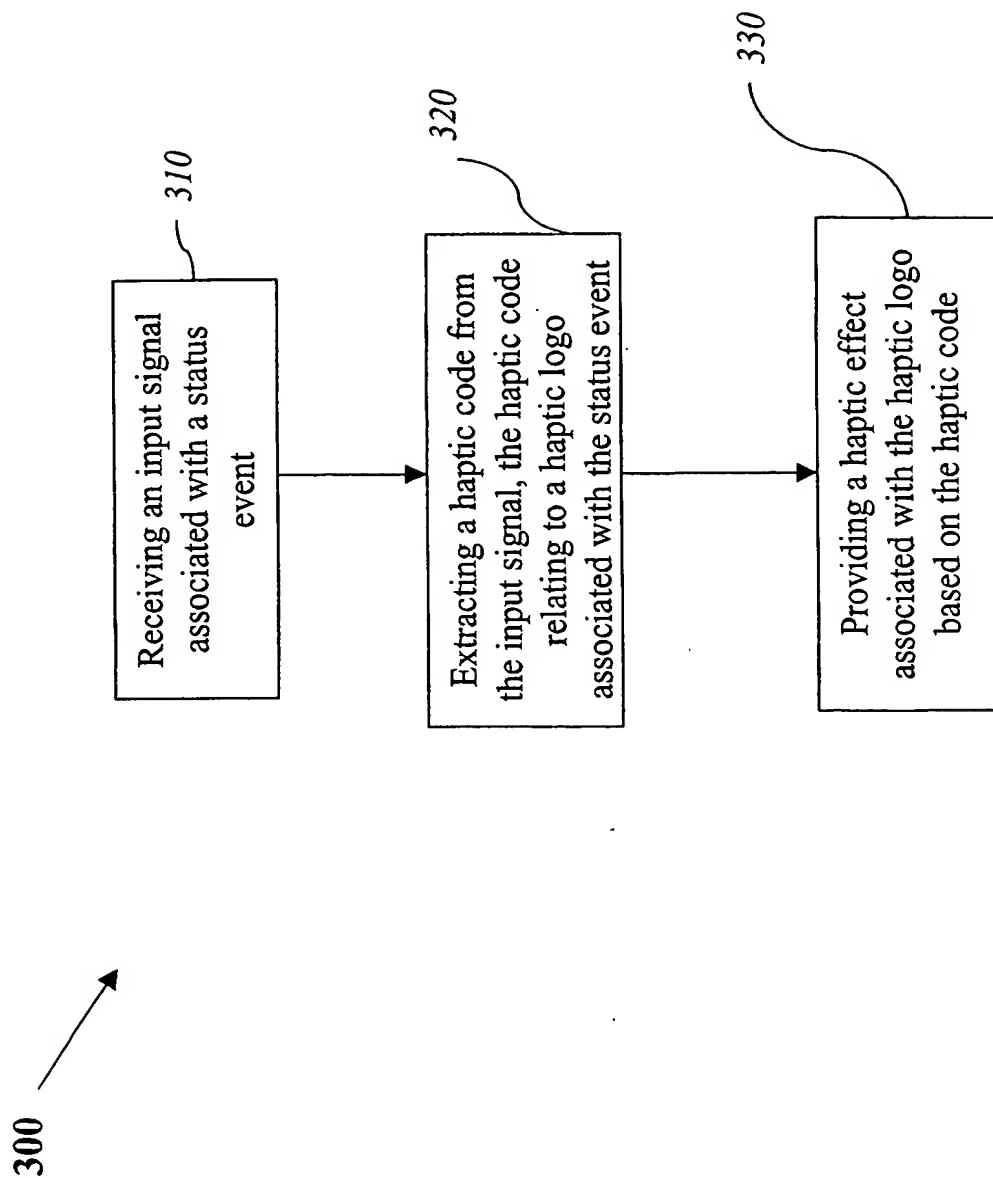 300
310
Receiving an input signal
associated with a status
event
320
Extracting a haptic code from
the input signal, the haptic code
relating to a haptic logo
associated with the status event
330
Providing a haptic effect
associated with the haptic logo
based on the haptic code